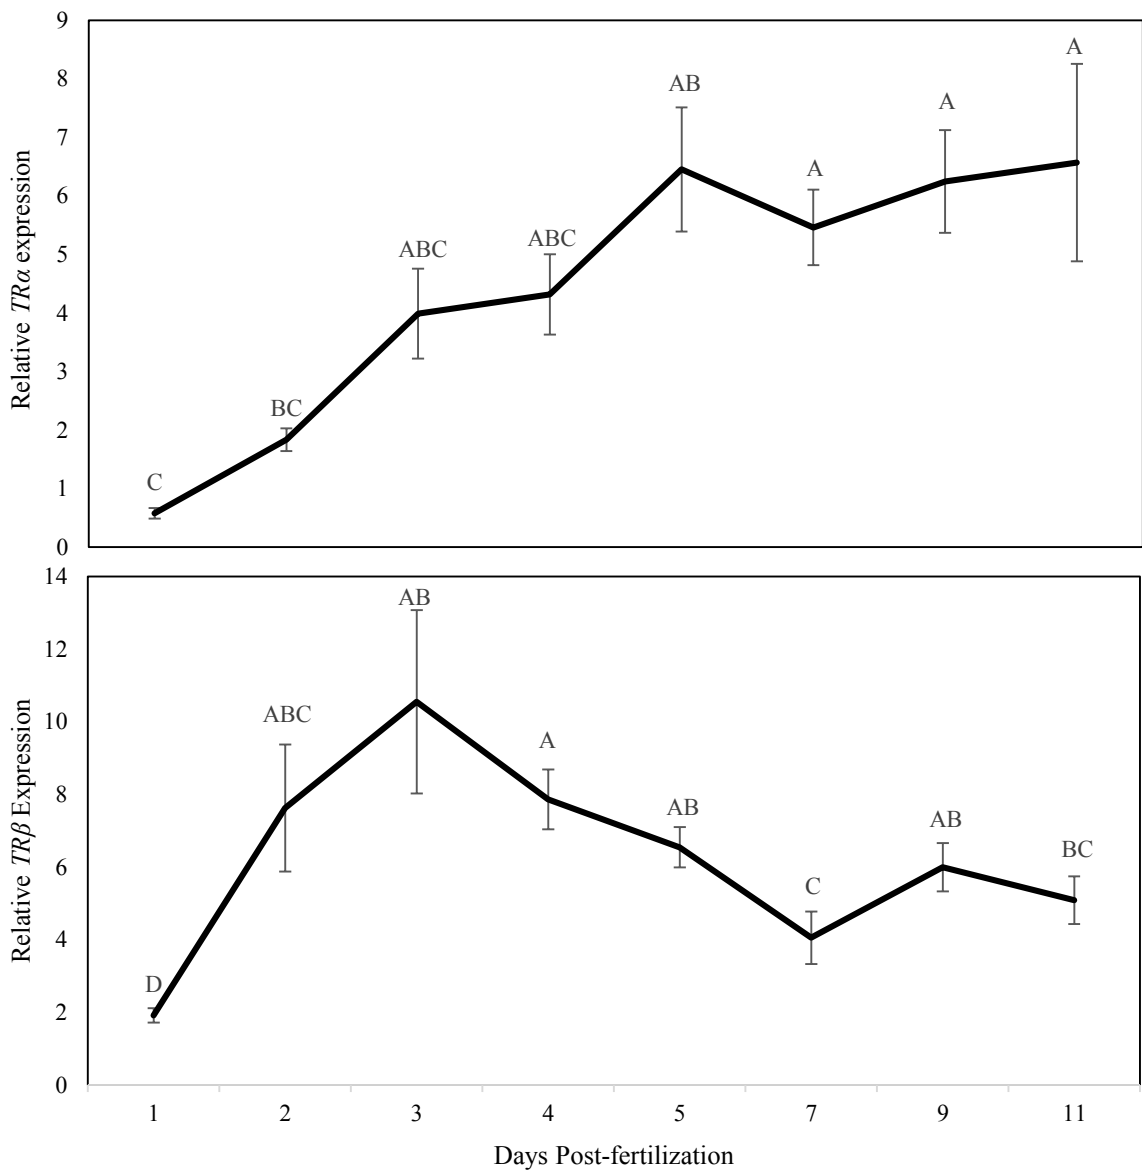 9
8
7
6
5
4
3
2
1
0
Relative TRα expression
C
BC
ABC
ABC
AB
A
A
A
14
12
10
8
6
4
2
0
Relative TRβ Expression
D
ABC
AB
A
AB
C
AB
BC
1 2 3 4 5 7 9 11
Days Post-fertilization